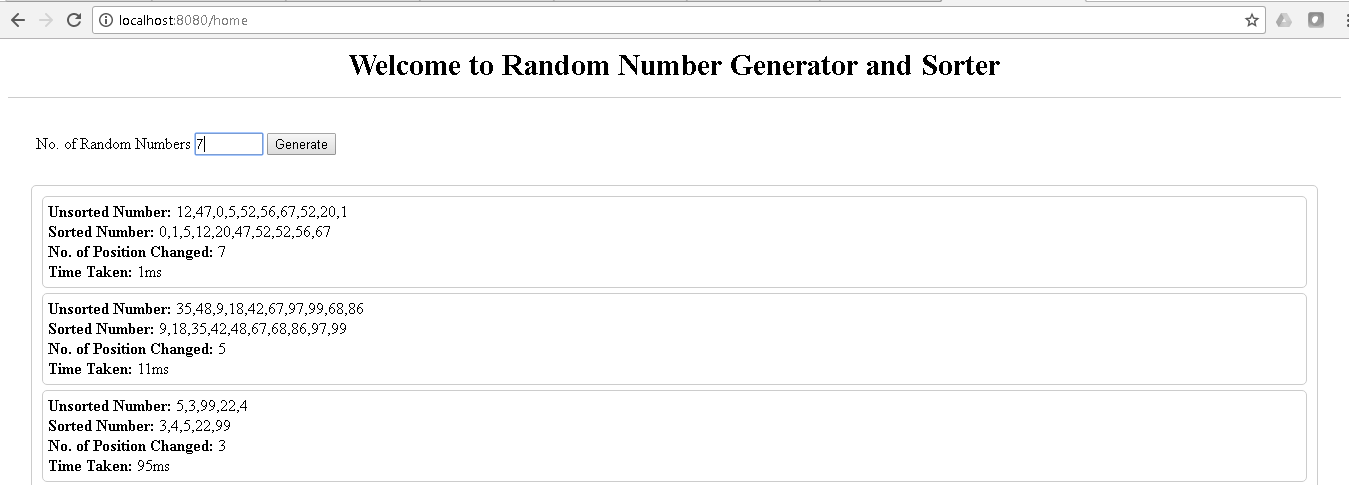 localhost:8080/home
Welcome to Random Number Generator and Sorter
No. of Random Numbers 7 Generate
Unsorted Number: 12,47,0,5,52,56,67,52,20,1
Sorted Number: 0,1,5,12,20,47,52,52,56,67
No. of Position Changed: 7
Time Taken: 1ms
Unsorted Number: 35,48,9,18,42,67,97,99,68,86
Sorted Number: 9,18,35,42,48,67,68,86,97,99
No. of Position Changed: 5
Time Taken: 11ms
Unsorted Number: 5,3,99,22,4
Sorted Number: 3,4,5,22,99
No. of Position Changed: 3
Time Taken: 95ms